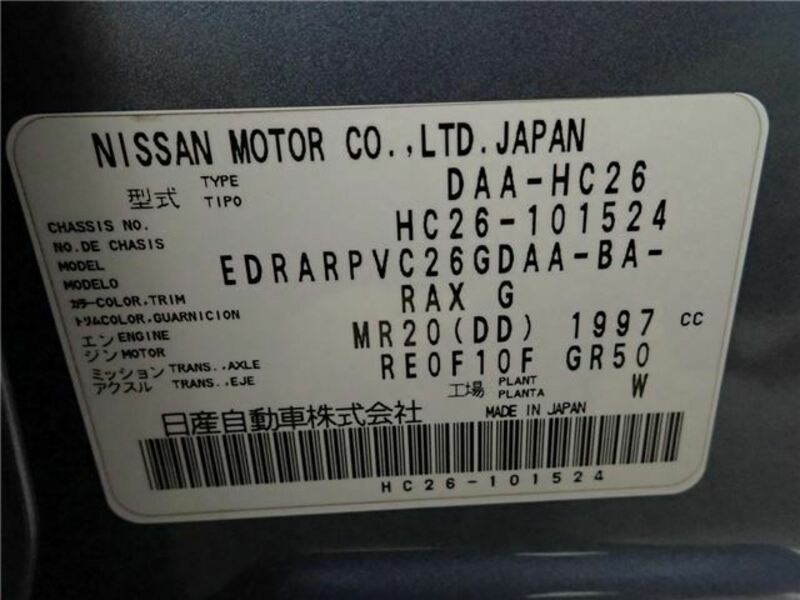 NISSAN MOTOR CO.,LTD.JAPAN
型式 TYPE TIPO DAA-HC26
CHASSIS NO. NO.DE CHASIS HC26-101524
MODEL MODELO EDRARPVC26GDAA-BA-
カラーCOLOR,TRIM トリムCOLOR,GUARNICION RAX G
エンジン ENGINE MOTOR MR20(DD) 1997 CC
ミッション アクスル TRANS.,AXLE TRANS.,EJE RE0F10F GR50
工場 PLANT PLANTA W
日産自動車株式会社 MADE IN JAPAN
HC26-101524